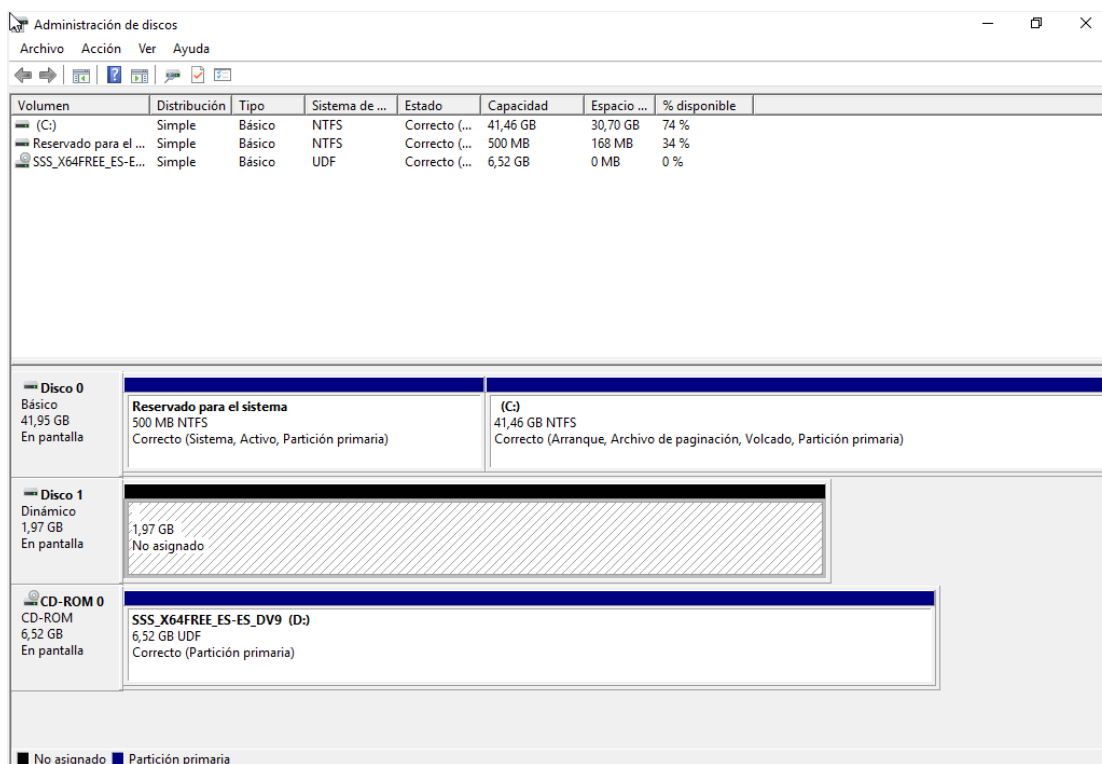 Administración de discos
Archivo Acción Ver Ayuda
Volumen Distribución Tipo Sistema de ... Estado Capacidad Espacio ... % disponible
(C:) Simple Básico NTFS Correcto (... 41,46 GB 30,70 GB 74 %
Reservado para el ... Simple Básico NTFS Correcto (... 500 MB 168 MB 34 %
SSS_X64FREE_ES-E... Simple Básico UDF Correcto (... 6,52 GB 0 MB 0 %
Disco 0
Básico
41,95 GB
En pantalla
Reservado para el sistema
500 MB NTFS
Correcto (Sistema, Activo, Partición primaria)
(C:)
41,46 GB NTFS
Correcto (Arranque, Archivo de paginación, Volcado, Partición primaria)
Disco 1
Dinámico
1,97 GB
En pantalla
1,97 GB
No asignado
CD-ROM 0
CD-ROM
6,52 GB
En pantalla
SSS_X64FREE_ES-ES_DV9 (D:)
6,52 GB UDF
Correcto (Partición primaria)
No asignado Partición primaria